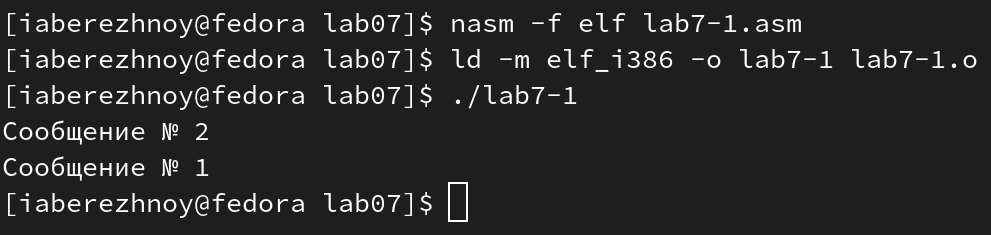 [iaberezhnoy@fedora lab07]$ nasm -f elf lab7-1.asm
[iaberezhnoy@fedora lab07]$ ld -m elf_i386 -o lab7-1 lab7-1.o
[iaberezhnoy@fedora lab07]$ ./lab7-1
Сообщение № 2
Сообщение № 1
[iaberezhnoy@fedora lab07]$